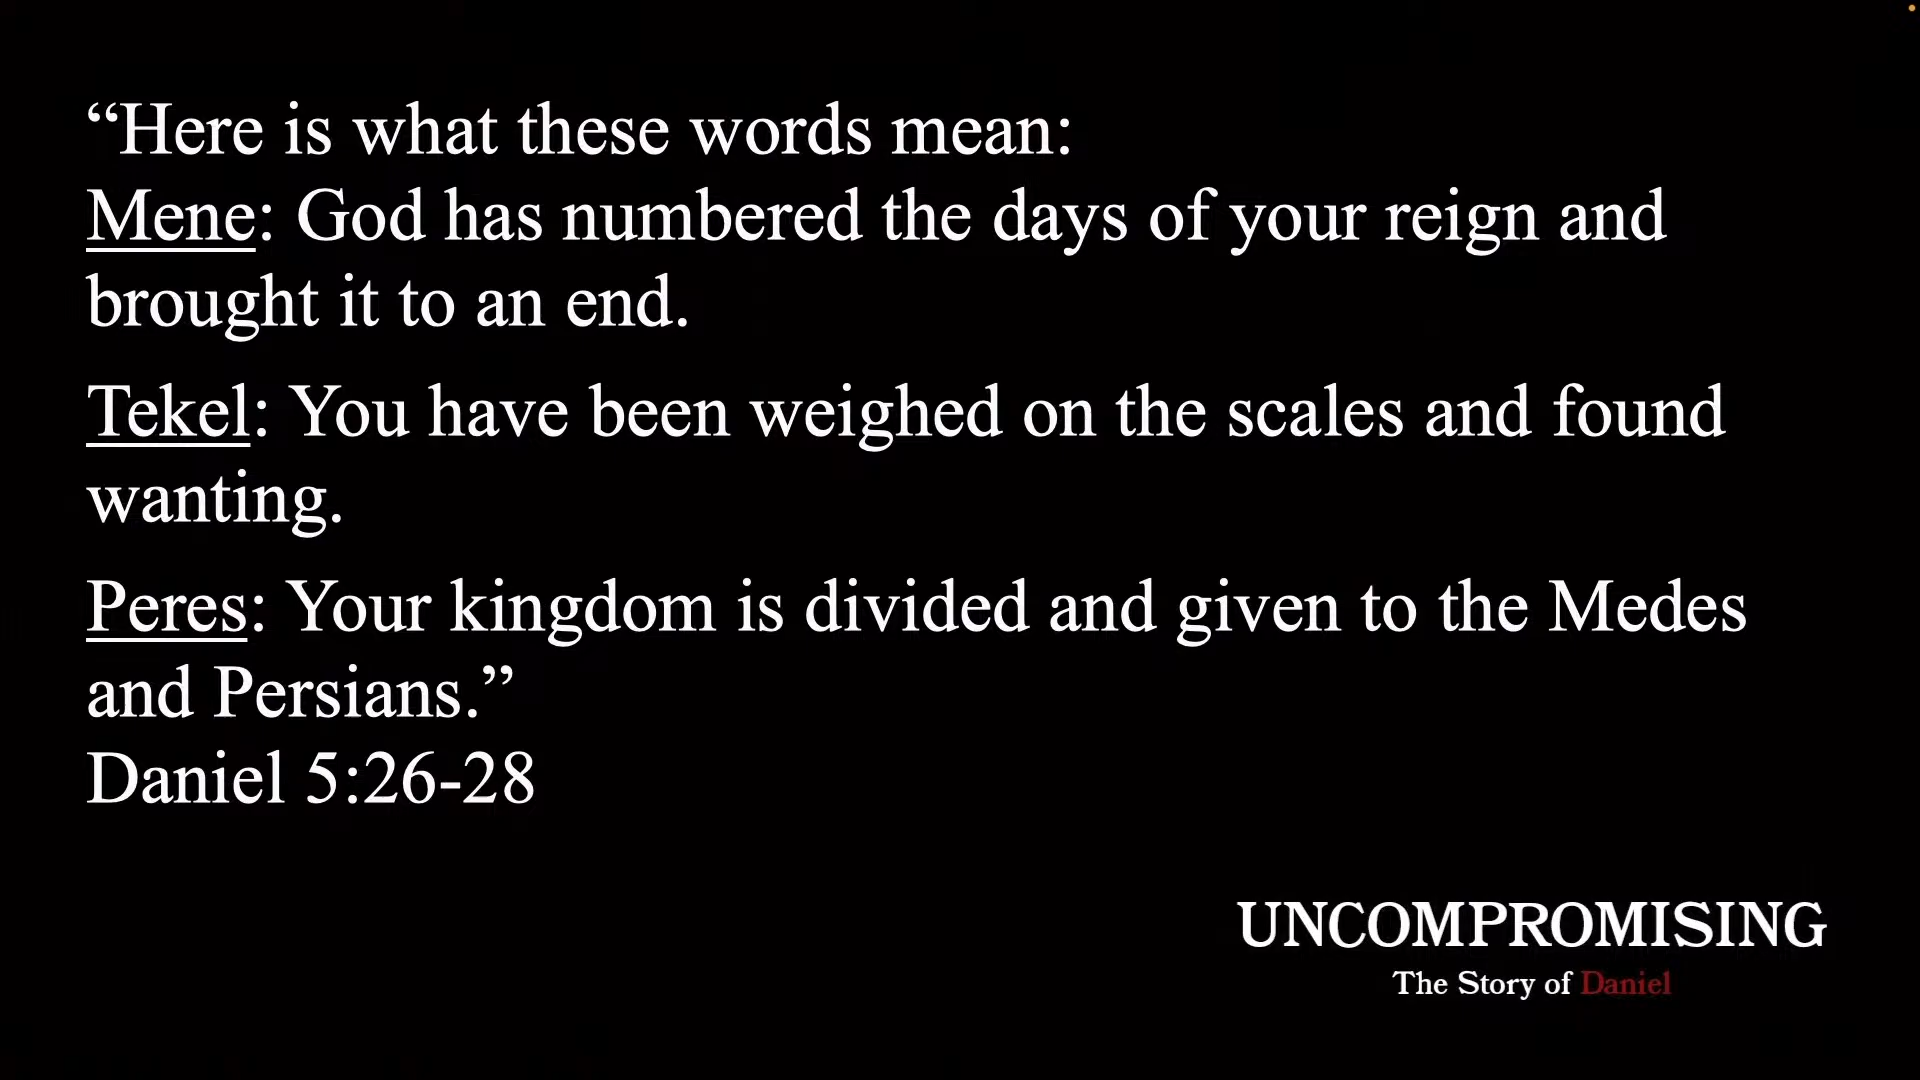 “Here is what these words mean:
Mene: God has numbered the days of your reign and
brought it to an end.
Tekel: You have been weighed on the scales and found
wanting.
Peres: Your kingdom is divided and given to the Medes
and Persians.”
Daniel 5:26-28
UNCOMPROMISING
The Story of Daniel